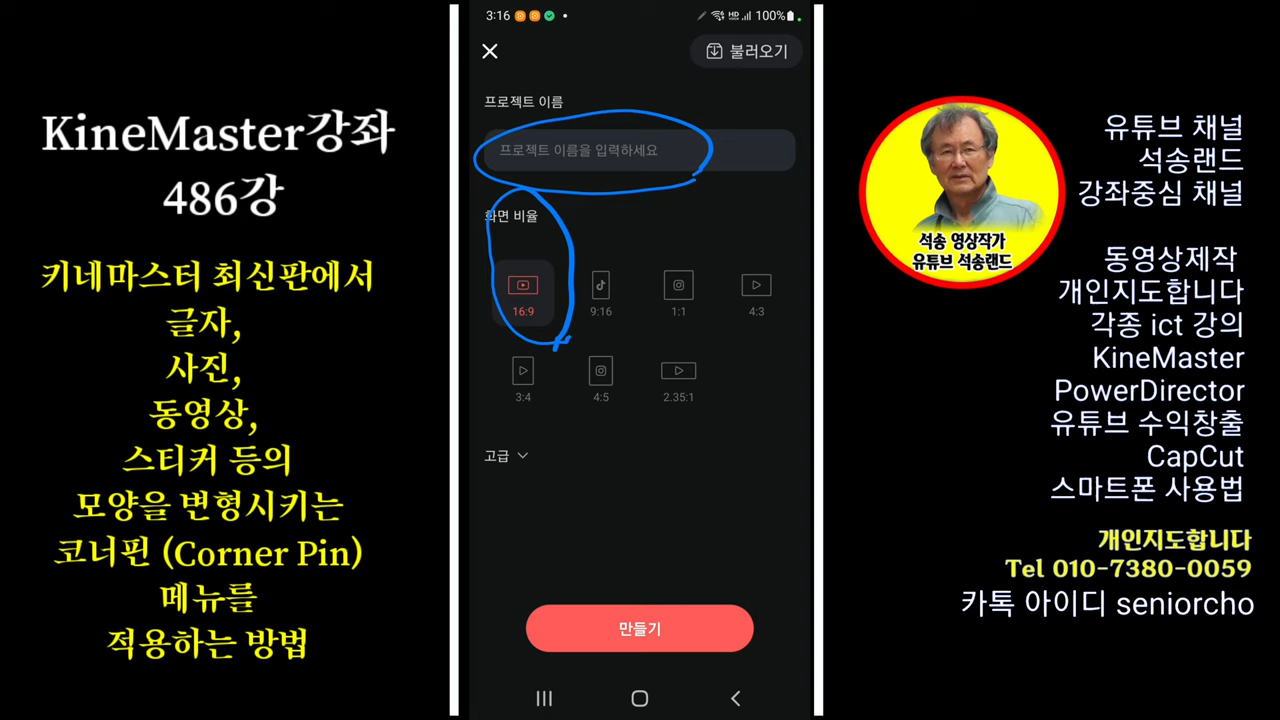 KineMaster강좌
486강
키네마스터 최신판에서
글자,
사진,
동영상,
스티커 등의
모양을 변형시키는
코너핀 (Corner Pin)
메뉴를
적용하는 방법
3:16
100%
불러오기
프로젝트 이름
프로젝트 이름을 입력하세요
화면 비율
16:9
9:16
1:1
4:3
3:4
4:5
2.35:1
고급
만들기
석송 영상작가
유튜브 석송랜드
유튜브 채널
석송랜드
강좌중심 채널
동영상제작
개인지도합니다
각종 ict 강의
KineMaster
PowerDirector
유튜브 수익창출
CapCut
스마트폰 사용법
개인지도합니다
Tel 010-7380-0059
카톡 아이디 seniorcho